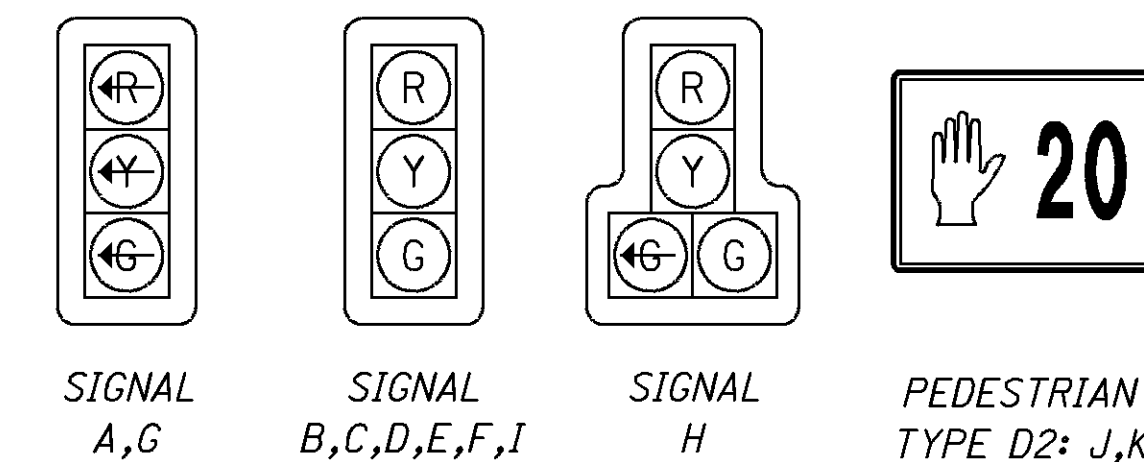 R
Y
G
R
Y
G
R
Y
G G
20
SIGNAL
A,G
SIGNAL
B,C,D,E,F,I
SIGNAL
H
PEDESTRIAN
TYPE D2: J,K